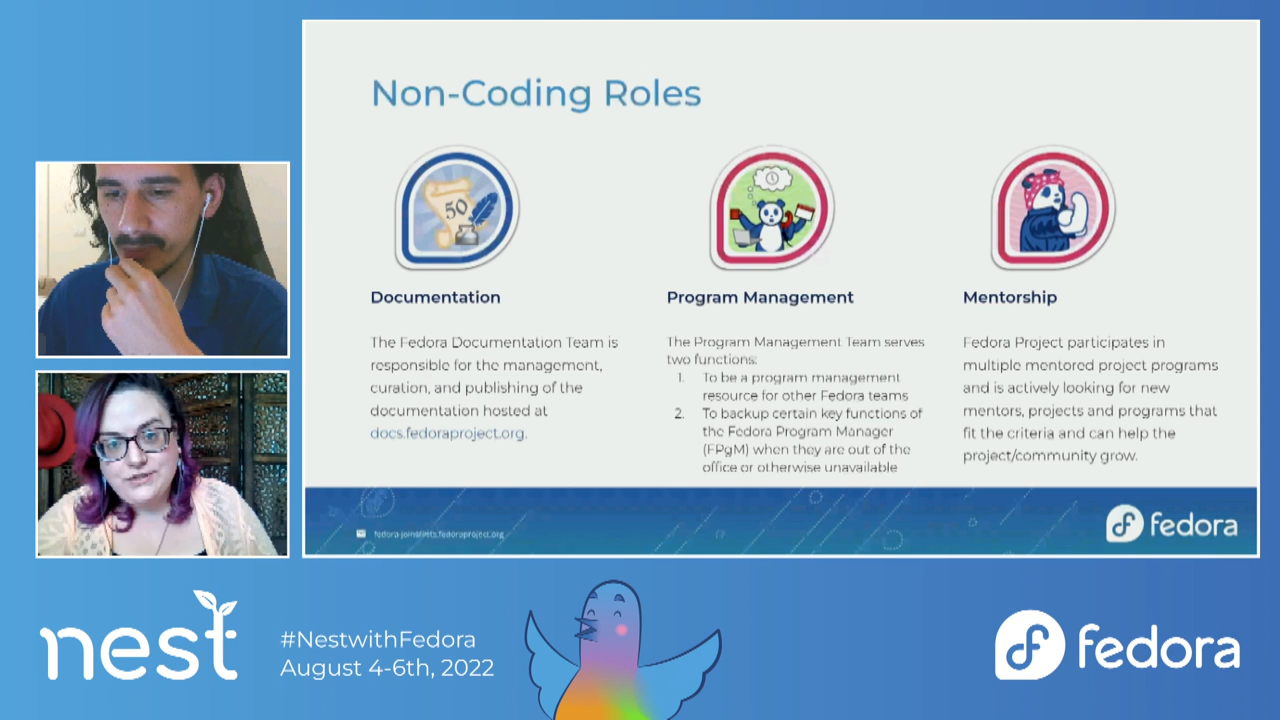 Non-Coding Roles
50
Documentation
The Fedora Documentation Team is
responsible for the management,
curation, and publishing of the
documentation hosted at
docs.fedoraproject.org.
Program Management
The Program Management Team serves
two functions:
1. To be a program management
resource for other Fedora teams
2. To backup certain key functions of
the Fedora Program Manager
(FPgM) when they are out of the
office or otherwise unavailable
Mentorship
Fedora Project participates in
multiple mentored project programs
and is actively looking for new
mentors, projects and programs that
fit the criteria and can help the
project/community grow.
fedora
nest
#NestwithFedora
August 4-6th, 2022
fedora